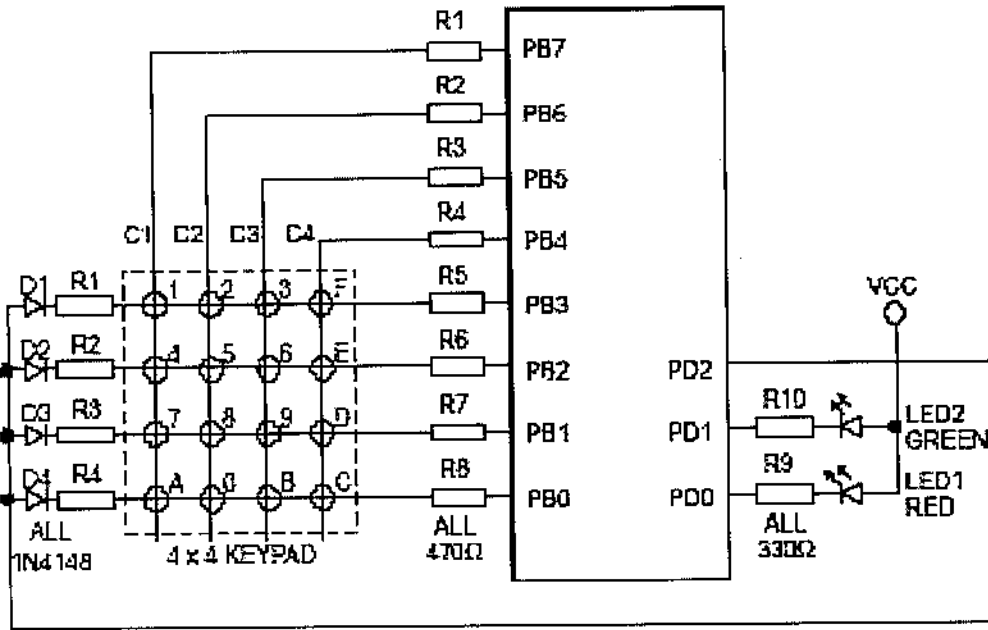 R1
PB7
R2
PB6
R3
PB5
R4
C1 C2 C3 C4
PB4
D1 R1
1 2 3 F
R5
PB3
VCC
D2 R2
4 5 6 E
R6
PB2
PD2
D3 R3
7 8 9 D
R7
PB1
PD1
R10
LED2
GREEN
D4 R4
A 0 B C
R8
PB0
PD0
R9
LED1
RED
ALL
1N4148
4 x 4 KEYPAD
ALL
470Ω
ALL
330Ω